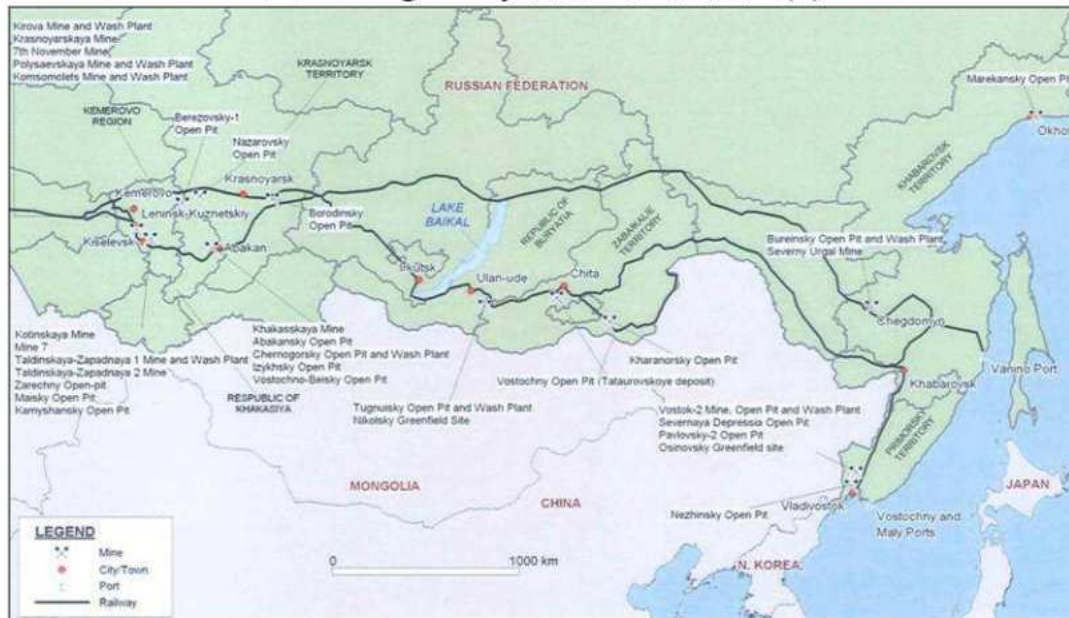 Kirova Mine and Wash Plant
Krasnoyarskaya Mine
7th November Mine
Polysaevskaya Mine and Wash Plant
Komsomolets Mine and Wash Plant
KRASNOYARSK
TERRITORY
RUSSIAN FEDERATION
Marekansky Open Pit
Okhot
KEMEROVO
REGION
Berezovsky-1
Open Pit
Nazarovsky
Open Pit
KHABAROVSK
TERRITORY
Kemerovo
Krasnoyarsk
Leninsk-Kuznetskiy
Kiselevsk
Abakan
Borodinsky
Open Pit
LAKE
BAIKAL
REPUBLIC OF
BURYATIA
ZABAIKALIE
TERRITORY
Bureinsky Open Pit and Wash Plant
Severny Urgal Mine
Irkutsk
Ulan-ude
Chita
Chegdomyn
Kotinskaya Mine
Mine 7
Taldinskaya-Zapadnaya 1 Mine and Wash Plant
Taldinskaya-Zapadnaya 2 Mine
Zarechny Open-pit
Maisky Open Pit
Kamyshansky Open Pit
Khakasskaya Mine
Abakansky Open Pit
Chernogorsky Open Pit and Wash Plant
Izykhsky Open Pit
Vostochno-Beisky Open Pit
RESPUBLIC OF
KHAKASIYA
Kharanorsky Open Pit
Vostochny Open Pit (Tataurovskoye deposit)
Khabarovsk
Vanino Port
Tugnuisky Open Pit and Wash Plant
Nikolsky Greenfield Site
Vostok-2 Mine, Open Pit and Wash Plant
Severnaya Depressia Open Pit
Pavlovsky-2 Open Pit
Osinovsky Greenfield site
PRIMORSK
TERRITORY
MONGOLIA
CHINA
JAPAN
Nezhinsky Open Pit
Vladivostok
Vostochny and
Maly Ports
N. KOREA
LEGEND
Mine
City/Town
Port
Railway
0
1000 km